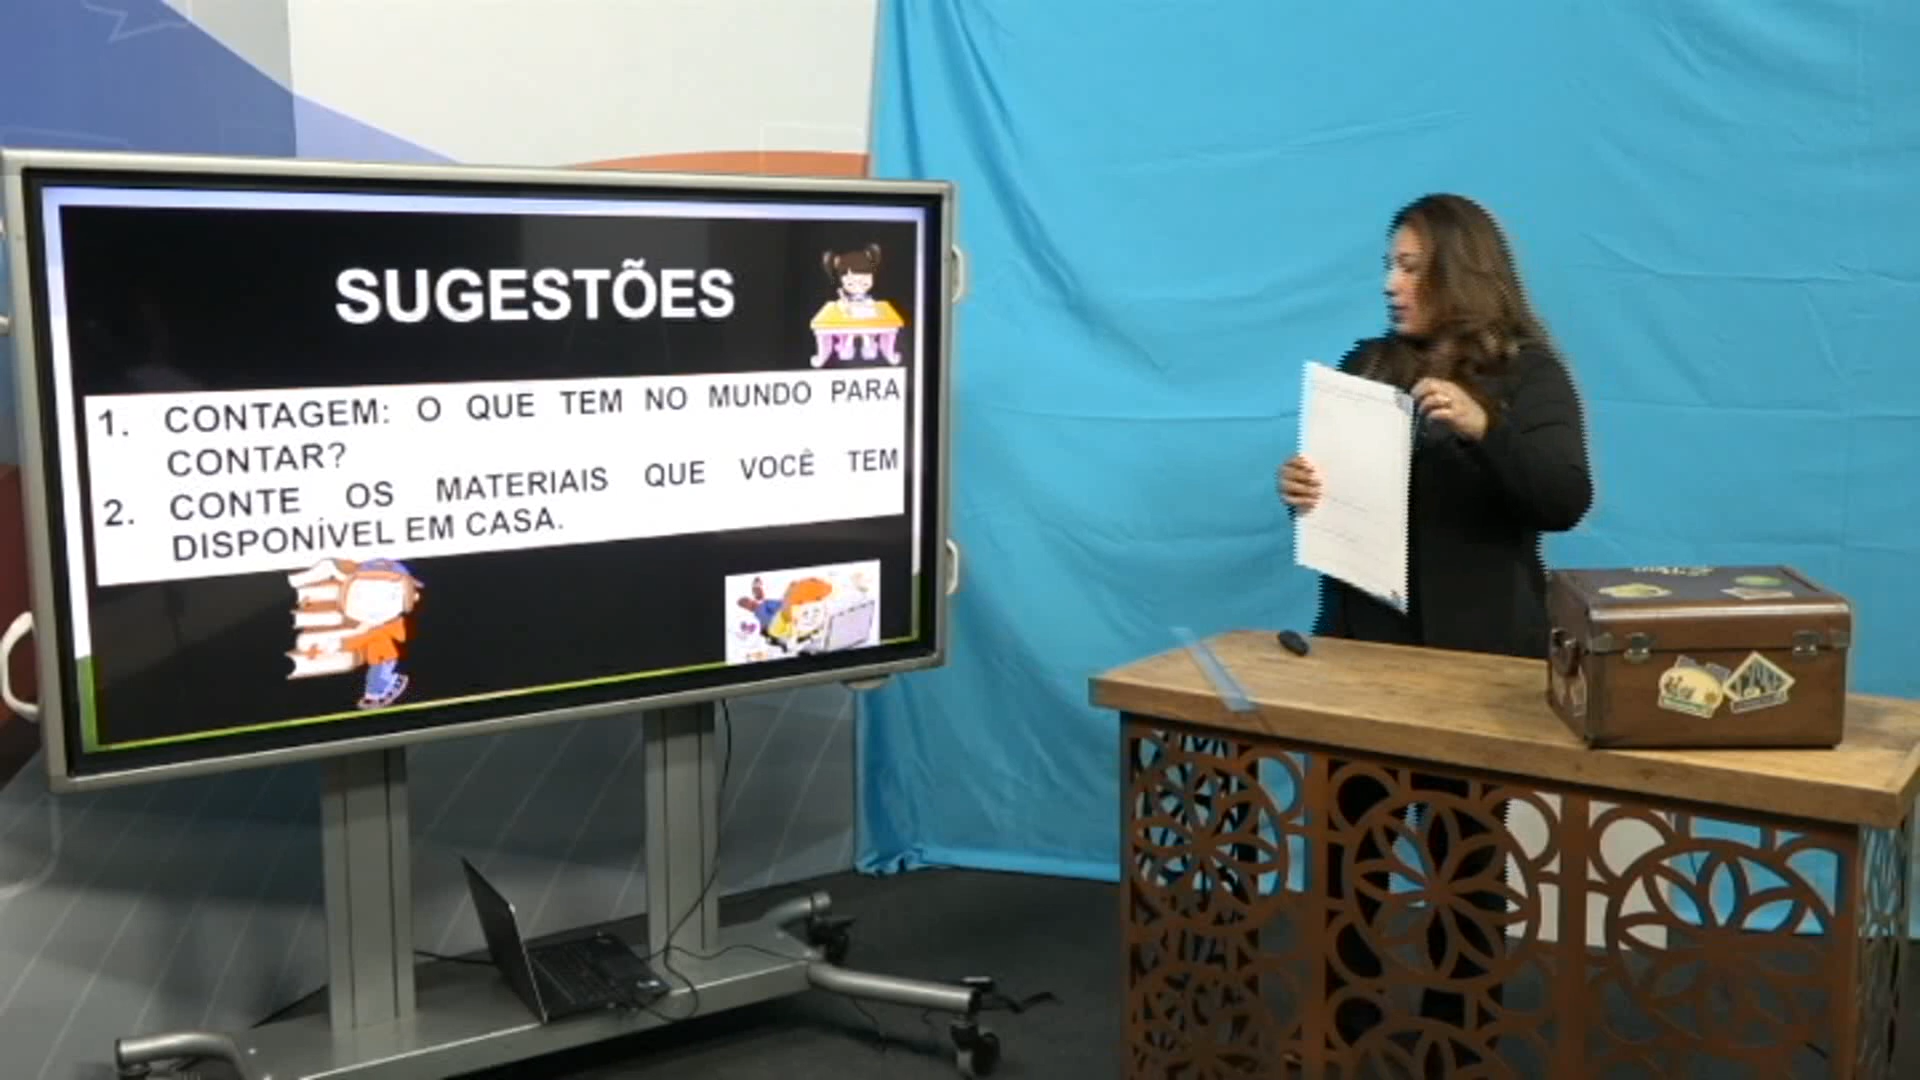 SUGESTÕES
1. CONTAGEM: O QUE TEM NO MUNDO PARA
CONTAR?
2. CONTE OS MATERIAIS QUE VOCÊ TEM
DISPONÍVEL EM CASA.